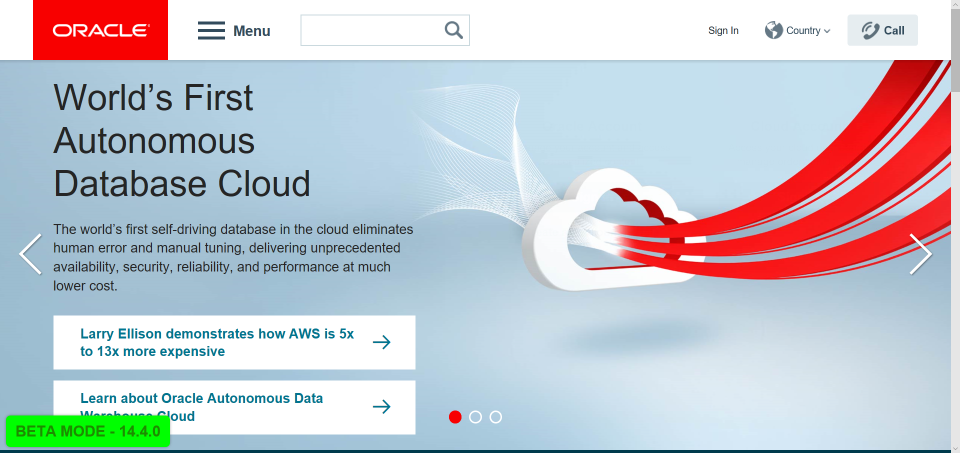 ORACLE
Menu
Sign In
Country
Call
World's First
Autonomous
Database Cloud
The world's first self-driving database in the cloud eliminates
human error and manual tuning, delivering unprecedented
availability, security, reliability, and performance at much
lower cost.
Larry Ellison demonstrates how AWS is 5x
to 13x more expensive
Learn about Oracle Autonomous Data
Warehouse Cloud
BETA MODE - 14.4.0